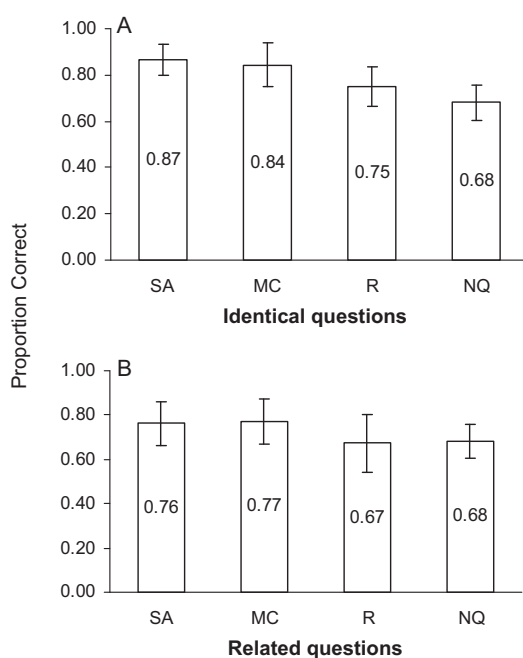 A
1.00
0.80
0.60
0.40
0.20
0.00
0.87 0.84 0.75 0.68
SA MC R NQ
Identical questions
Proportion Correct
B
1.00
0.80
0.60
0.40
0.20
0.00
0.76 0.77 0.67 0.68
SA MC R NQ
Related questions